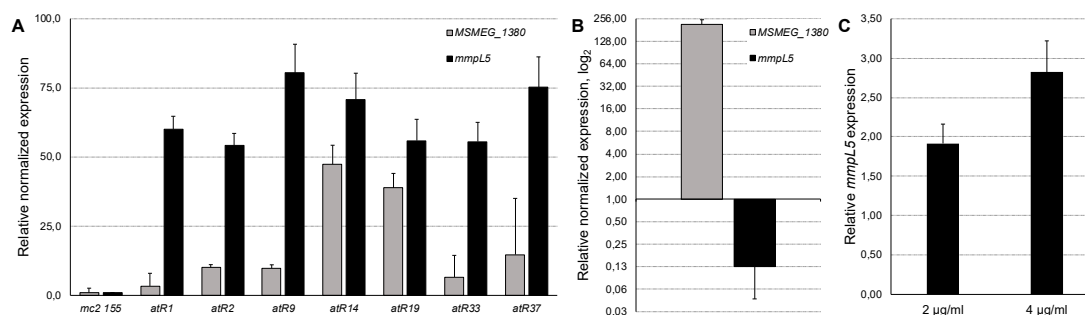 A
Relative normalized expression
100,0
75,0
50,0
25,0
0,0
MSMEG_1380
mmpL5
mc2 155
atR1
atR2
atR9
atR14
atR19
atR33
atR37
B
Relative normalized expression, log2
256,00
128,00
64,00
32,00
16,00
8,00
4,00
2,00
1,00
0,50
0,25
0,13
0,06
0,03
MSMEG_1380
mmpL5
C
Relative mmpL5 expression
3,50
3,00
2,50
2,00
1,50
1,00
0,50
0,00
2 µg/ml
4 µg/ml